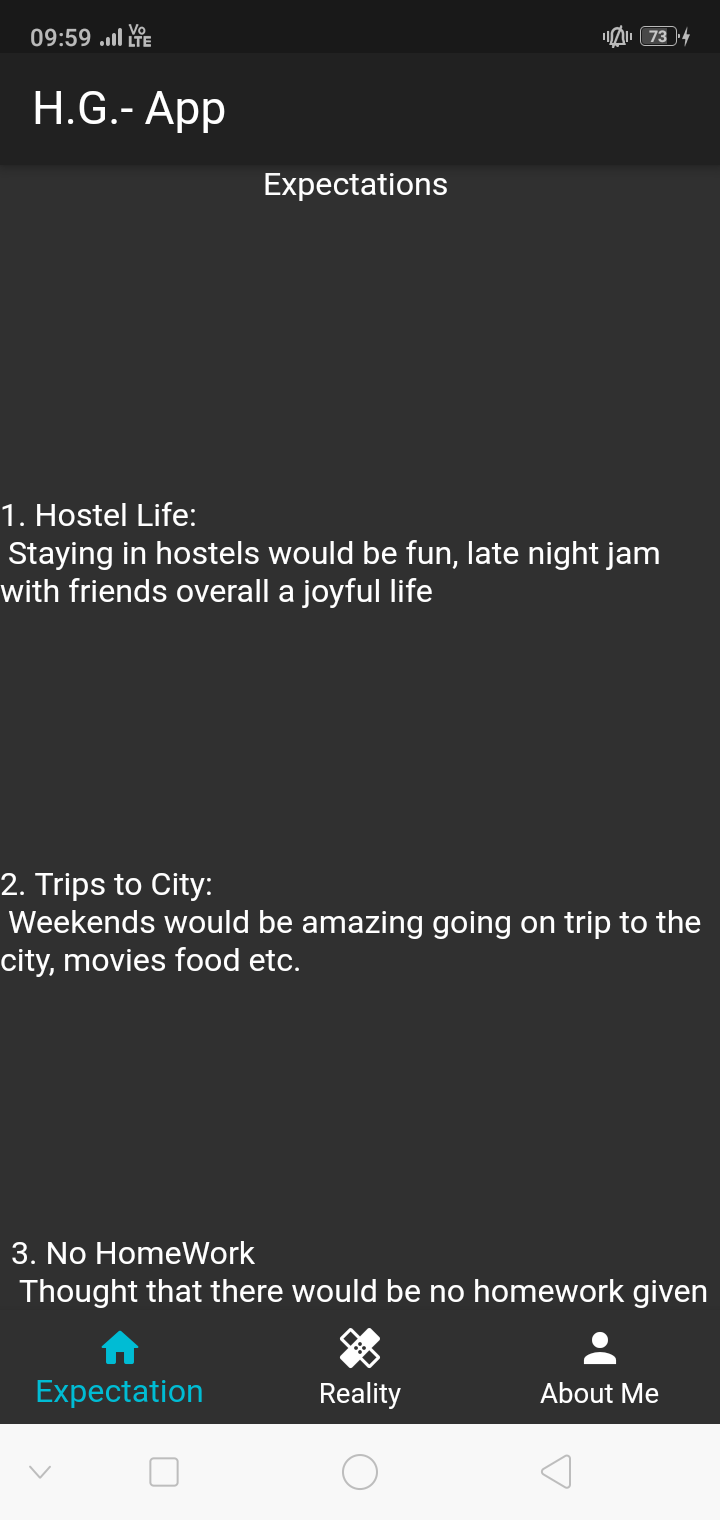 09:59 Vo LTE 73
H.G.- App
Expectations
1. Hostel Life:
Staying in hostels would be fun, late night jam
with friends overall a joyful life
2. Trips to City:
Weekends would be amazing going on trip to the
city, movies food etc.
3. No HomeWork
Thought that there would be no homework given
Expectation Reality About Me